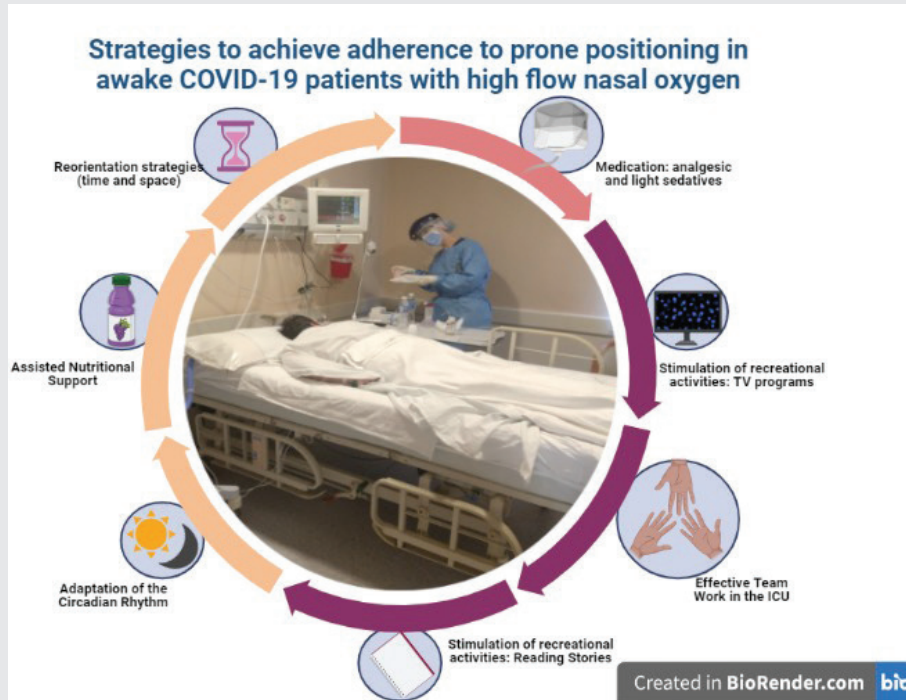 Strategies to achieve adherence to prone positioning in
awake COVID-19 patients with high flow nasal oxygen
Medication: analgesic
and light sedatives
Stimulation of recreational
activities: TV programs
Effective Team
Work in the ICU
Stimulation of recreational
activities: Reading Stories
Adaptation of the
Circadian Rhythm
Assisted Nutritional
Support
Reorientation strategies
(time and space)
Created in BioRender.com
bio